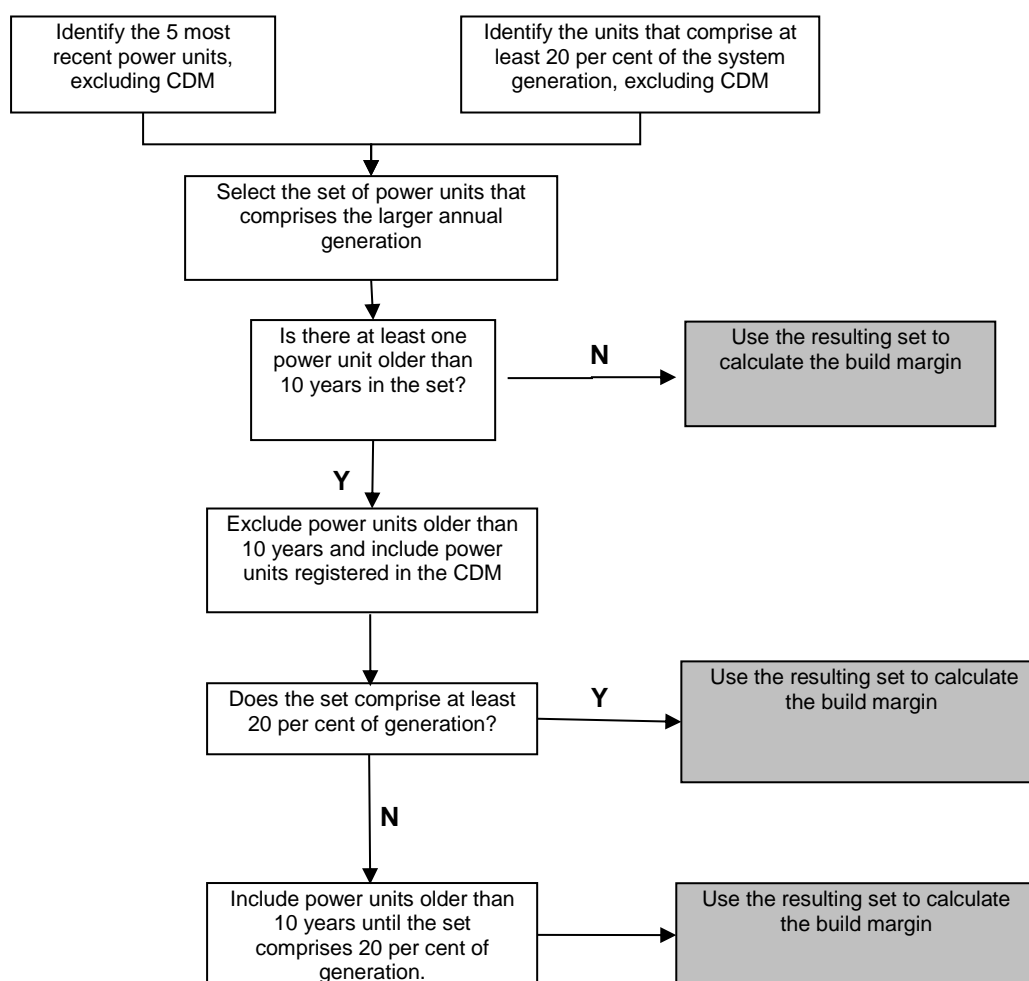 Identify the 5 most
recent power units,
excluding CDM
Identify the units that comprise at
least 20 per cent of the system
generation, excluding CDM
Select the set of power units that
comprises the larger annual
generation
Is there at least one
power unit older than
10 years in the set?
N
Use the resulting set to
calculate the build margin
Y
Exclude power units older than
10 years and include power
units registered in the CDM
Does the set comprise at least
20 per cent of generation?
Y
Use the resulting set to calculate
the build margin
N
Include power units older than
10 years until the set
comprises 20 per cent of
generation.
Use the resulting set to calculate
the build margin